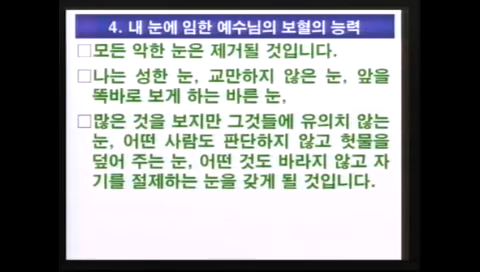 4. 내 눈에 임한 예수님의 보혈의 능력
□모든 악한 눈은 제거될 것입니다.
□나는 성한 눈, 교만하지 않은 눈, 앞을
똑바로 보게 하는 바른 눈,
□많은 것을 보지만 그것들에 유의치 않는
눈, 어떤 사람도 판단하지 않고 헛물을
덮어 주는 눈, 어떤 것도 바라지 않고 자
기를 절제하는 눈을 갖게 될 것입니다.